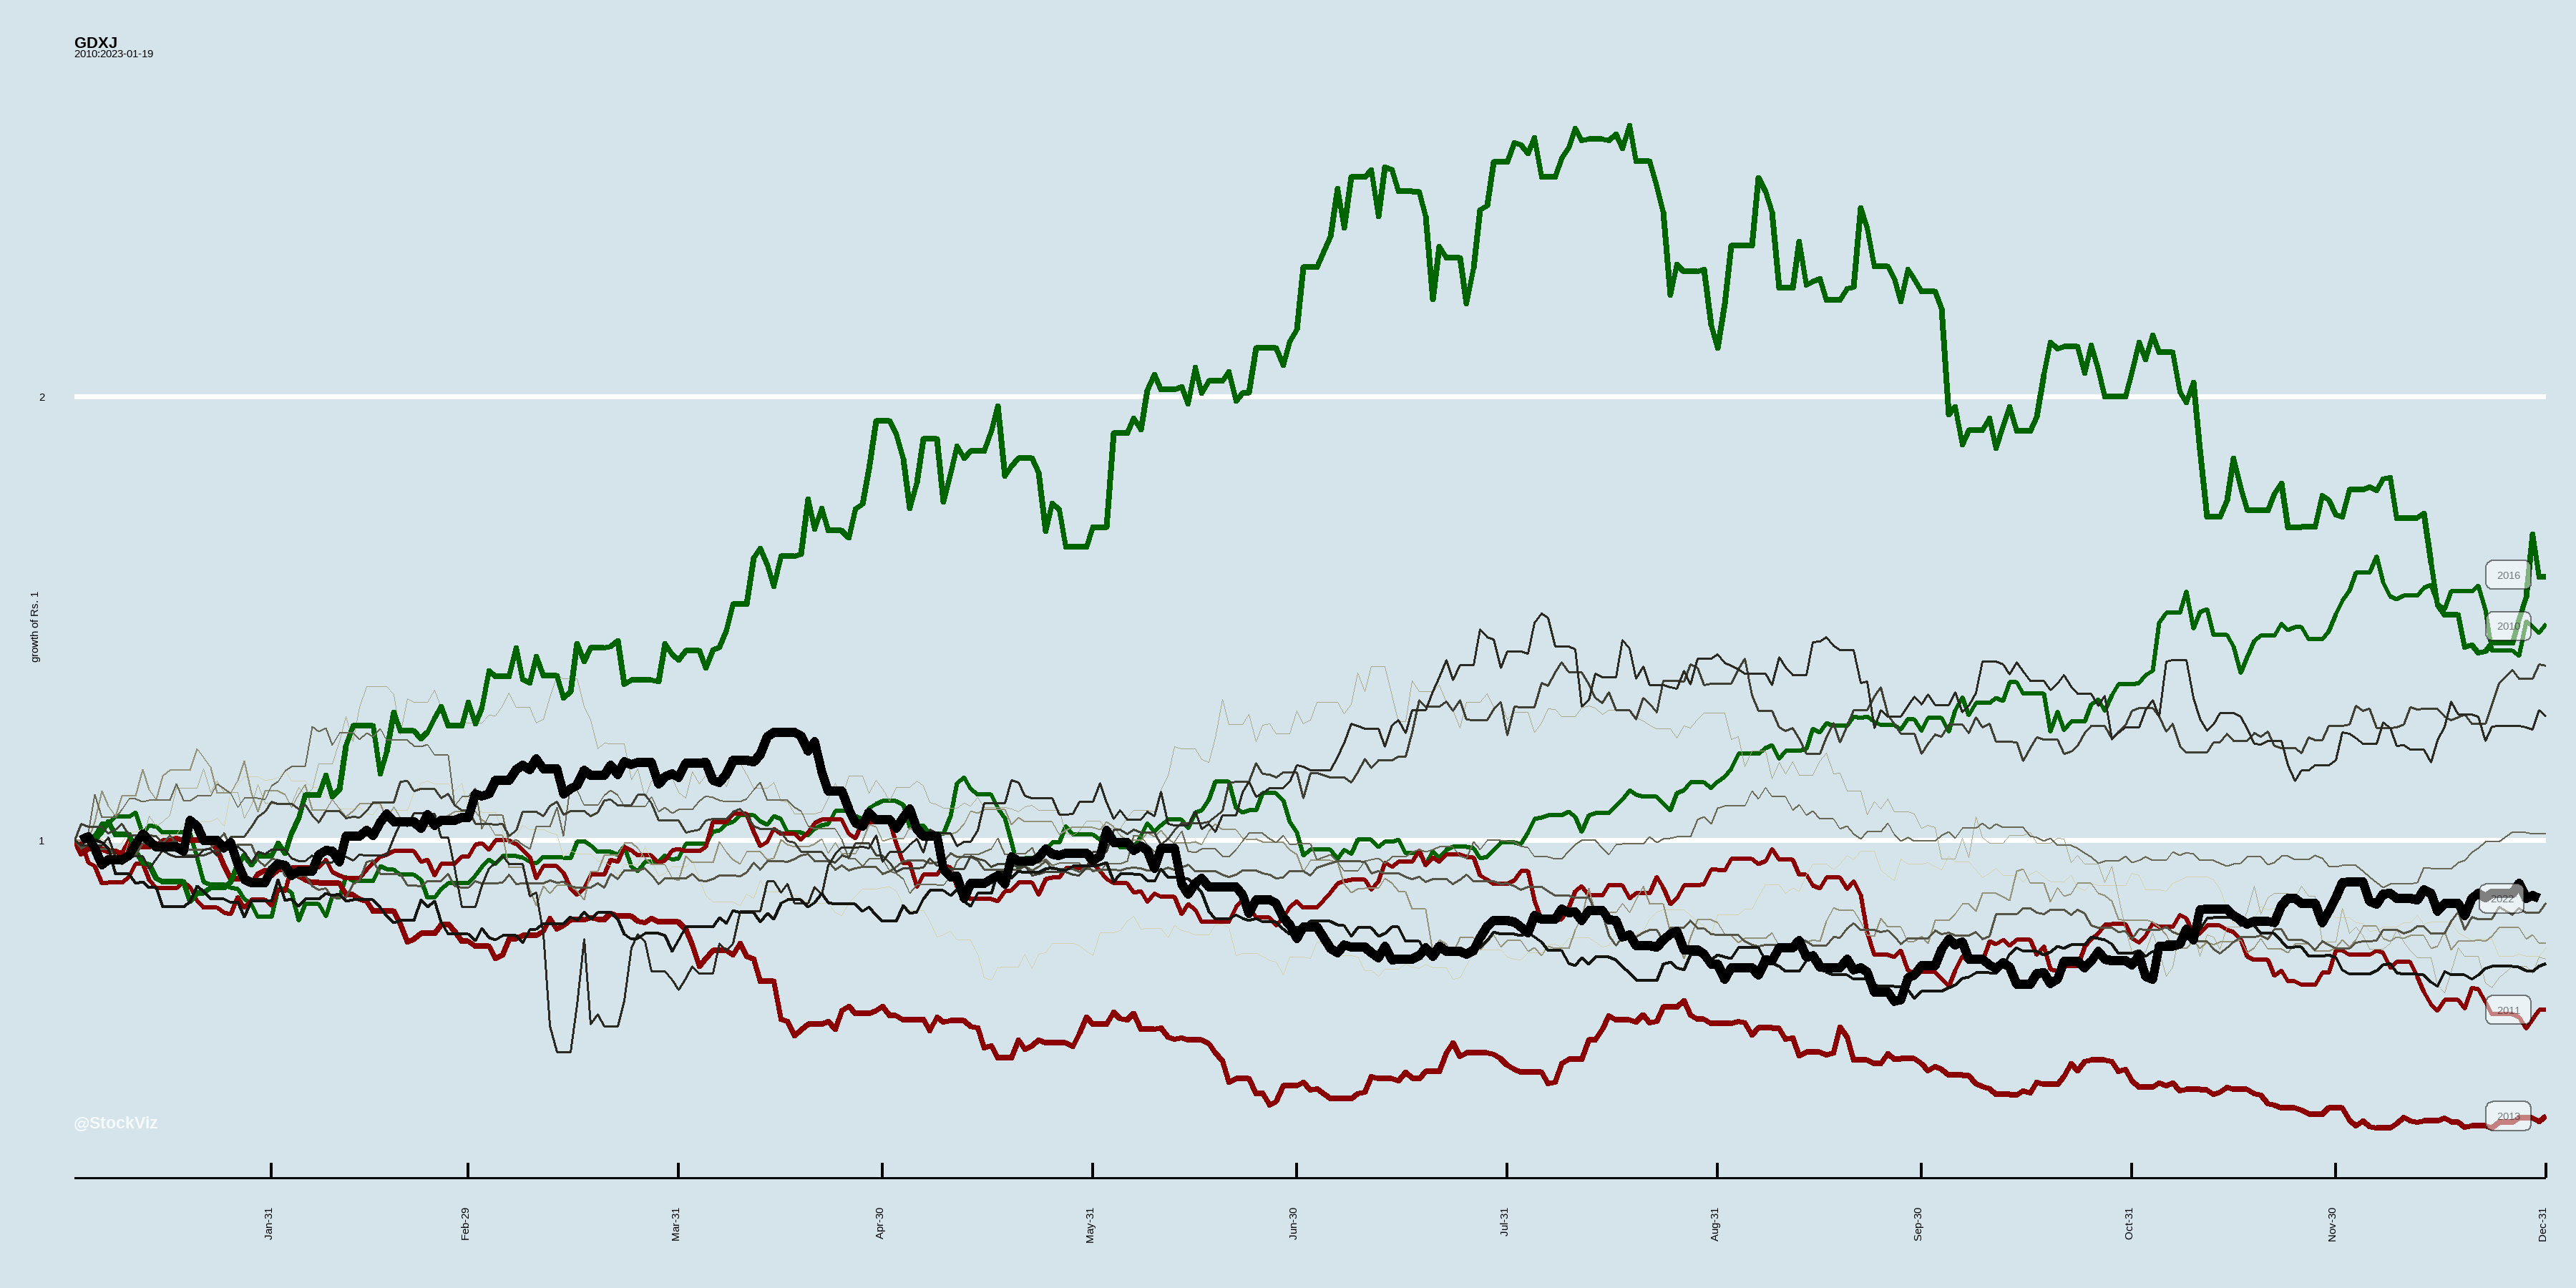 GDXJ
2010:2023-01-19
2
1
growth of Rs. 1
2016
2010
2022
2011
2013
@StockViz
Jan-31
Feb-29
Mar-31
Apr-30
May-31
Jun-30
Jul-31
Aug-31
Sep-30
Oct-31
Nov-30
Dec-31